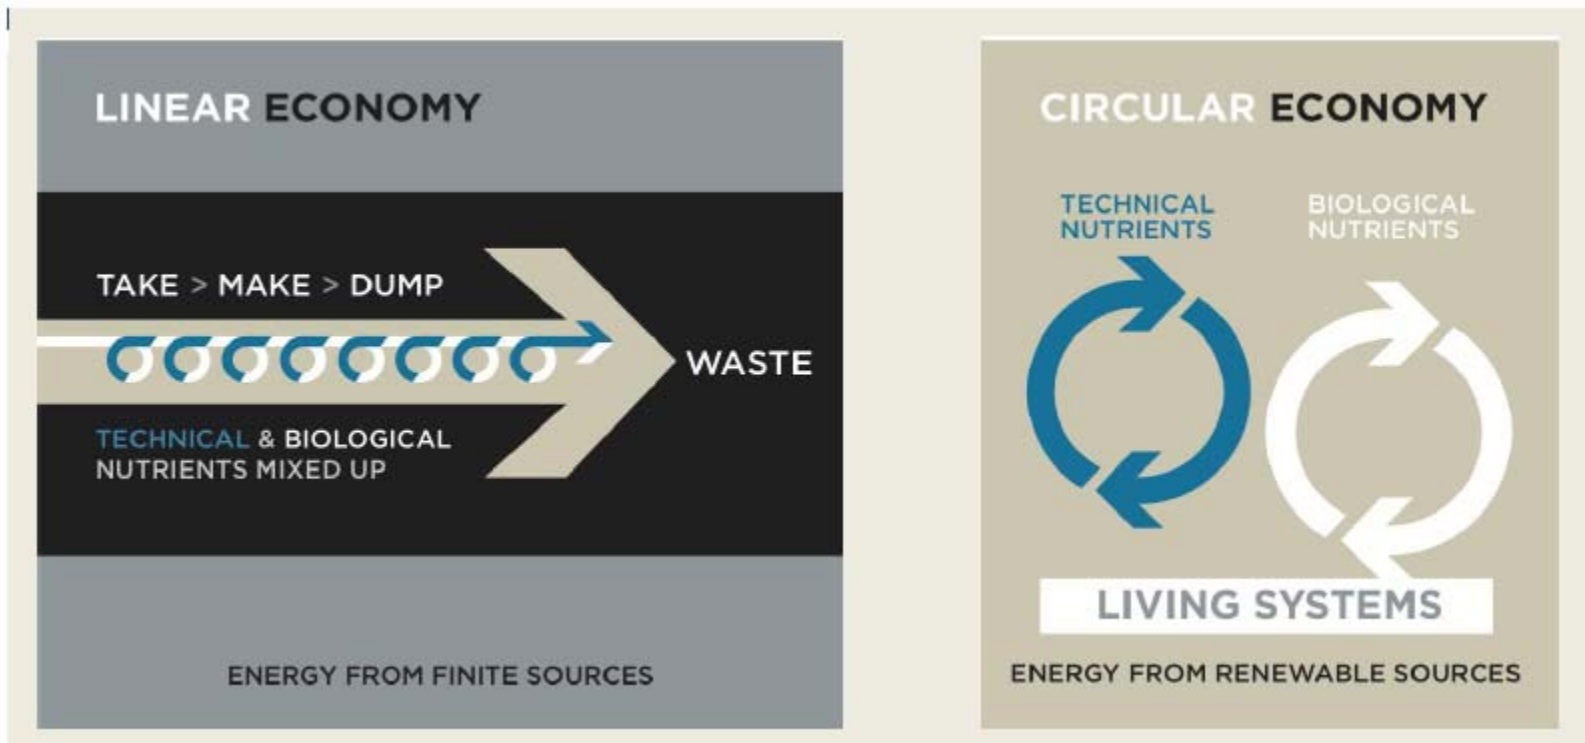 LINEAR ECONOMY
TAKE > MAKE > DUMP
WASTE
TECHNICAL & BIOLOGICAL
NUTRIENTS MIXED UP
ENERGY FROM FINITE SOURCES
CIRCULAR ECONOMY
TECHNICAL
NUTRIENTS
BIOLOGICAL
NUTRIENTS
LIVING SYSTEMS
ENERGY FROM RENEWABLE SOURCES